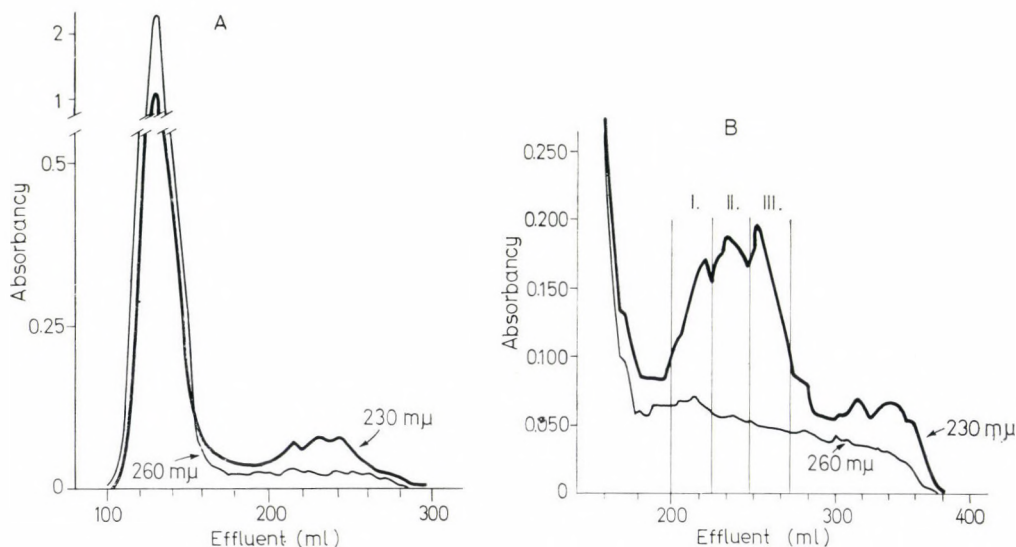 A
2
1
0.5
0.25
0
Absorbancy
100
200
300
Effluent (ml)
260 mμ
230 mμ
B
0.250
0.200
0.150
0.100
0.050
0
Absorbancy
I.
II.
III.
200
300
400
Effluent (ml)
260 mμ
230 mμ